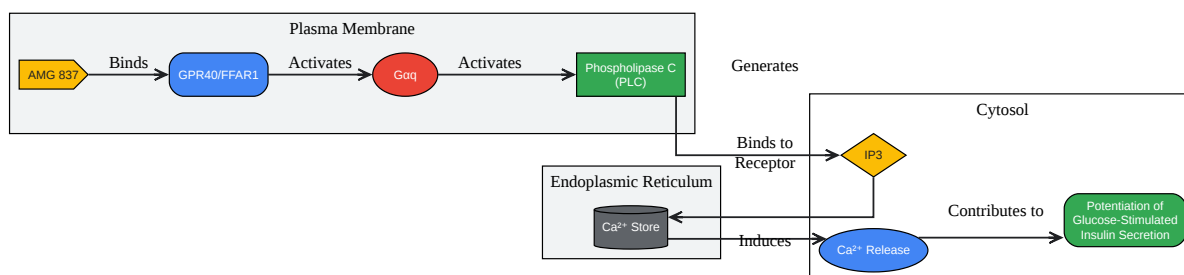 Plasma Membrane
AMG 837
Binds
GPR40/FFAR1
Activates
Gαq
Activates
Phospholipase C
(PLC)
Generates
Cytosol
Binds to
Receptor
IP3
Endoplasmic Reticulum
Ca²⁺ Store
Induces
Ca²⁺ Release
Contributes to
Potentiation of
Glucose-Stimulated
Insulin Secretion